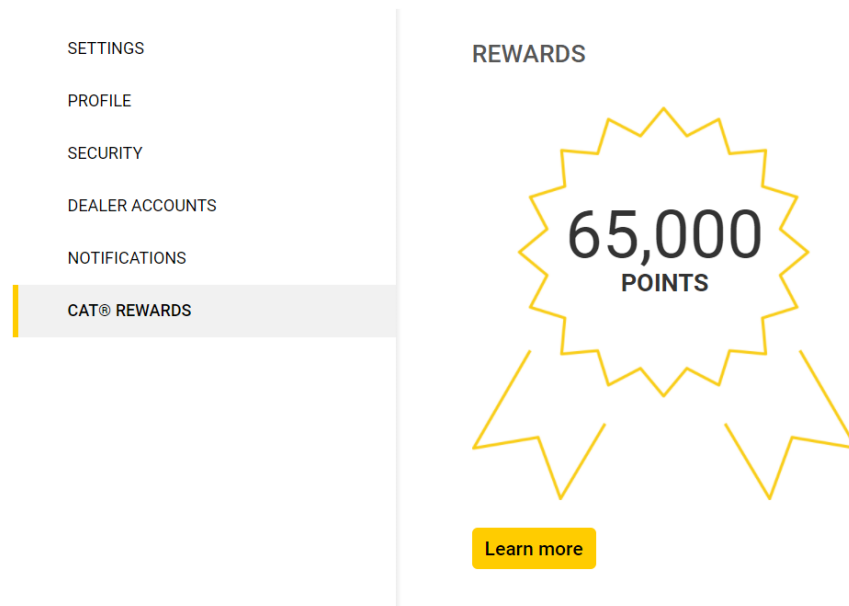 SETTINGS
PROFILE
SECURITY
DEALER ACCOUNTS
NOTIFICATIONS
CAT® REWARDS
REWARDS
65,000
POINTS
Learn more